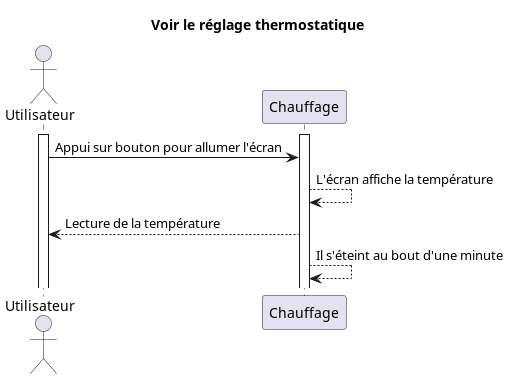 Voir le réglage thermostatique
Utilisateur
Chauffage
Appui sur bouton pour allumer l'écran
L'écran affiche la température
Lecture de la température
Il s'éteint au bout d'une minute
Utilisateur
Chauffage